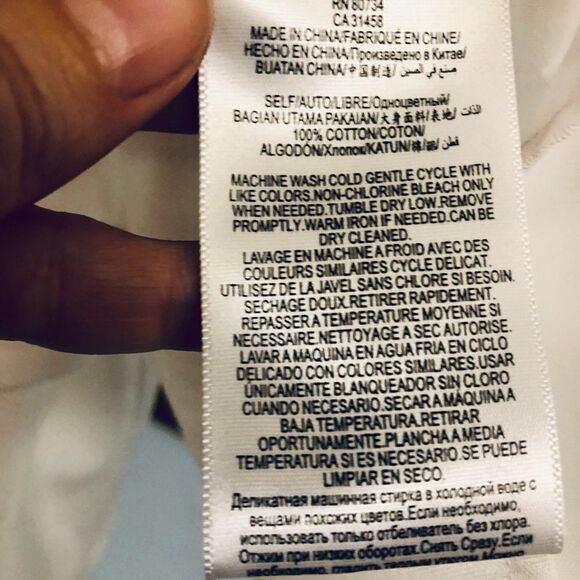 RN 80734
CA 31458
MADE IN CHINA/FABRIQUÉ EN CHINE/
HECHO EN CHINA/Произведено в Китае/
BUATAN CHINA/中国制造/ صنع في الصين
SELF/AUTO/LIBRE/Одноцветный/
BAGIAN UTAMA PAKAIAN/大身面料/表地/ الذات
100% COTTON/COTON/
ALGODÓN/Хлопок/KATUN/棉/綿/ قطن
MACHINE WASH COLD GENTLE CYCLE WITH
LIKE COLORS.NON-CHLORINE BLEACH ONLY
WHEN NEEDED.TUMBLE DRY LOW.REMOVE
PROMPTLY.WARM IRON IF NEEDED.CAN BE
DRY CLEANED.
LAVAGE EN MACHINE A FROID AVEC DES
COULEURS SIMILAIRES CYCLE DELICAT.
UTILISEZ DE LA JAVEL SANS CHLORE SI BESOIN.
SECHAGE DOUX.RETIRER RAPIDEMENT.
REPASSER A TEMPERATURE MOYENNE SI
NECESSAIRE.NETTOYAGE A SEC AUTORISE.
LAVAR A MAQUINA EN AGUA FRIA EN CICLO
DELICADO CON COLORES SIMILARES.USAR
ÚNICAMENTE BLANQUEADOR SIN CLORO
CUANDO NECESARIO.SECAR A MÁQUINA A
BAJA TEMPERATURA.RETIRAR
OPORTUNAMENTE.PLANCHA A MEDIA
TEMPERATURA SI ES NECESARIO.SE PUEDE
LIMPIAR EN SECO.
Деликатная машинная стирка в холодной воде с
вещами похожих цветов.Если необходимо,
использовать только отбеливатель без хлора.
Отжим при низких оборотах.Снять Сразу.Если
необходимо, гладить теплым утюгом.Можно